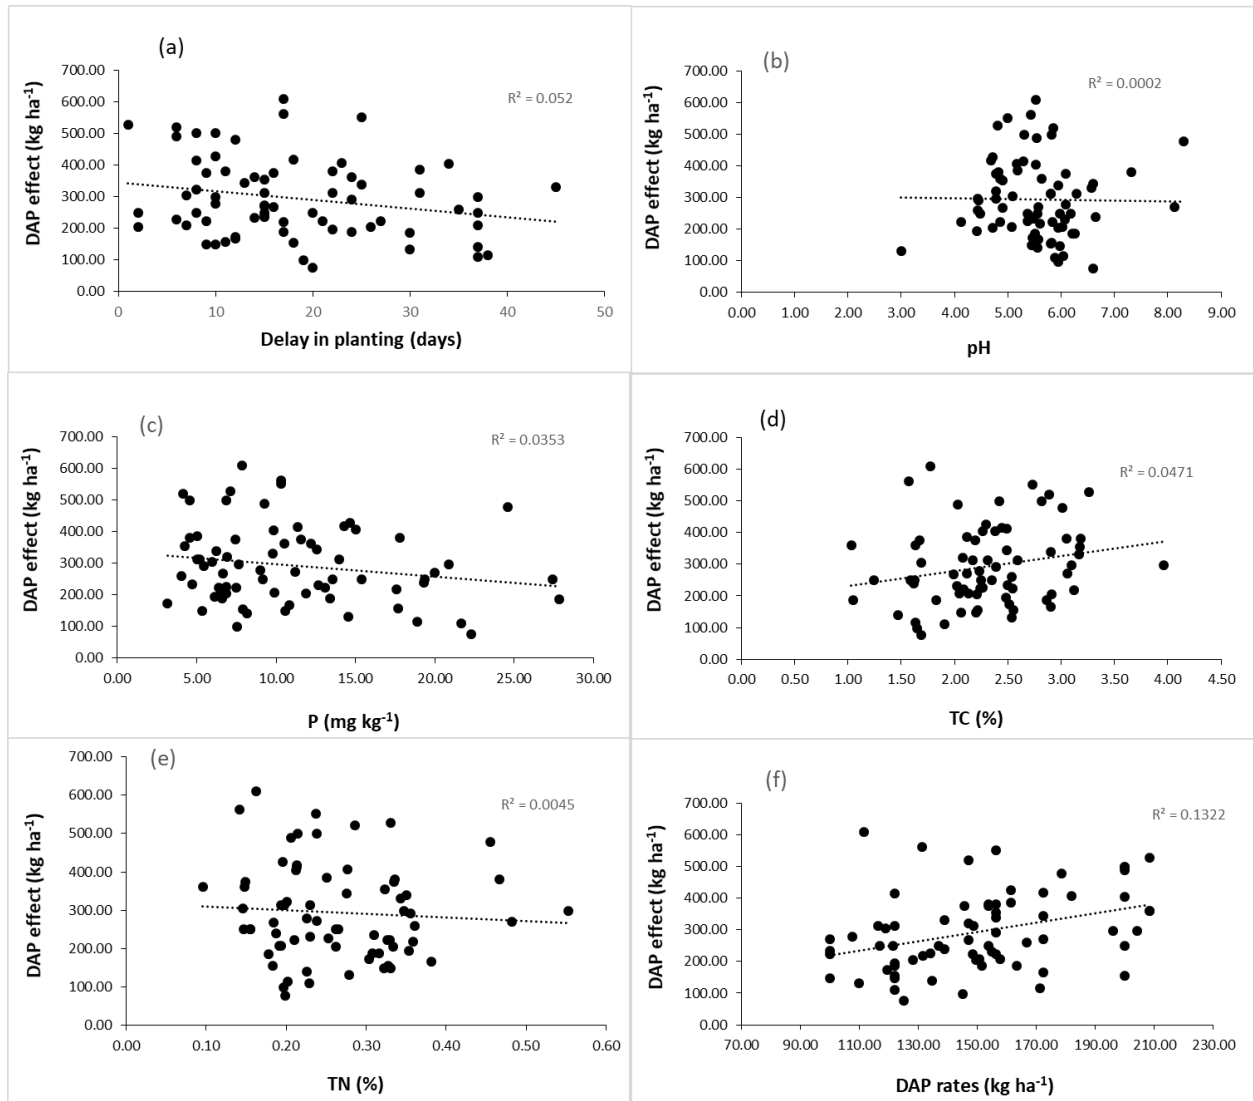 (a)
700.00
600.00
500.00
400.00
300.00
200.00
100.00
0.00
DAP effect (kg ha⁻¹)
R² = 0.052
0 10 20 30 40 50
Delay in planting (days)
(b)
700.00
600.00
500.00
400.00
300.00
200.00
100.00
0.00
DAP effect (kg ha⁻¹)
R² = 0.0002
0.00 1.00 2.00 3.00 4.00 5.00 6.00 7.00 8.00 9.00
pH
(c)
700.00
600.00
500.00
400.00
300.00
200.00
100.00
0.00
DAP effect (kg ha⁻¹)
R² = 0.0353
0.00 5.00 10.00 15.00 20.00 25.00 30.00
P (mg kg⁻¹)
(d)
700.00
600.00
500.00
400.00
300.00
200.00
100.00
0.00
DAP effect (kg ha⁻¹)
R² = 0.0471
0.00 0.50 1.00 1.50 2.00 2.50 3.00 3.50 4.00 4.50
TC (%)
(e)
700.00
600.00
500.00
400.00
300.00
200.00
100.00
0.00
DAP effect (kg ha⁻¹)
R² = 0.0045
0.00 0.10 0.20 0.30 0.40 0.50 0.60
TN (%)
(f)
700.00
600.00
500.00
400.00
300.00
200.00
100.00
0.00
DAP effect (kg ha⁻¹)
R² = 0.1322
70.00 90.00 110.00 130.00 150.00 170.00 190.00 210.00 230.00
DAP rates (kg ha⁻¹)